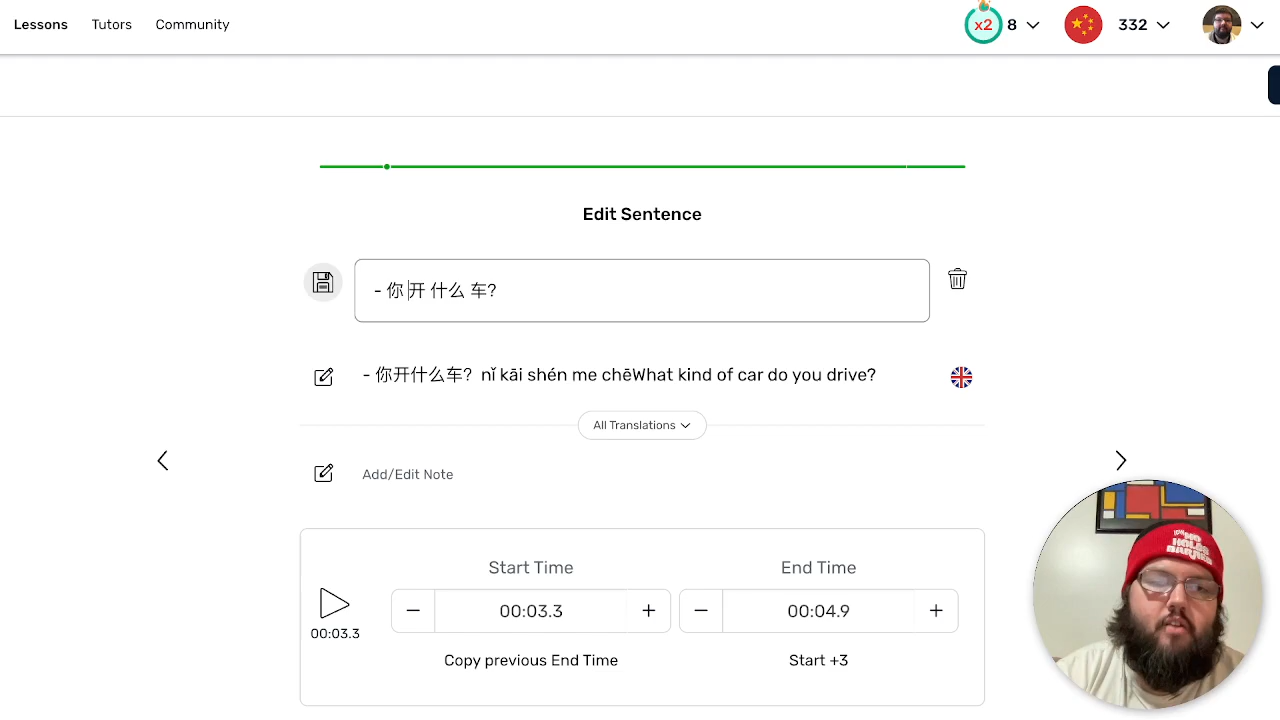 Lessons Tutors Community x2 8 332
Edit Sentence
- 你 开 什么 车?
- 你开什么车? nǐ kāi shén me chēWhat kind of car do you drive?
All Translations
Add/Edit Note
Start Time End Time
− 00:03.3 + − 00:04.9 +
00:03.3
Copy previous End Time Start +3